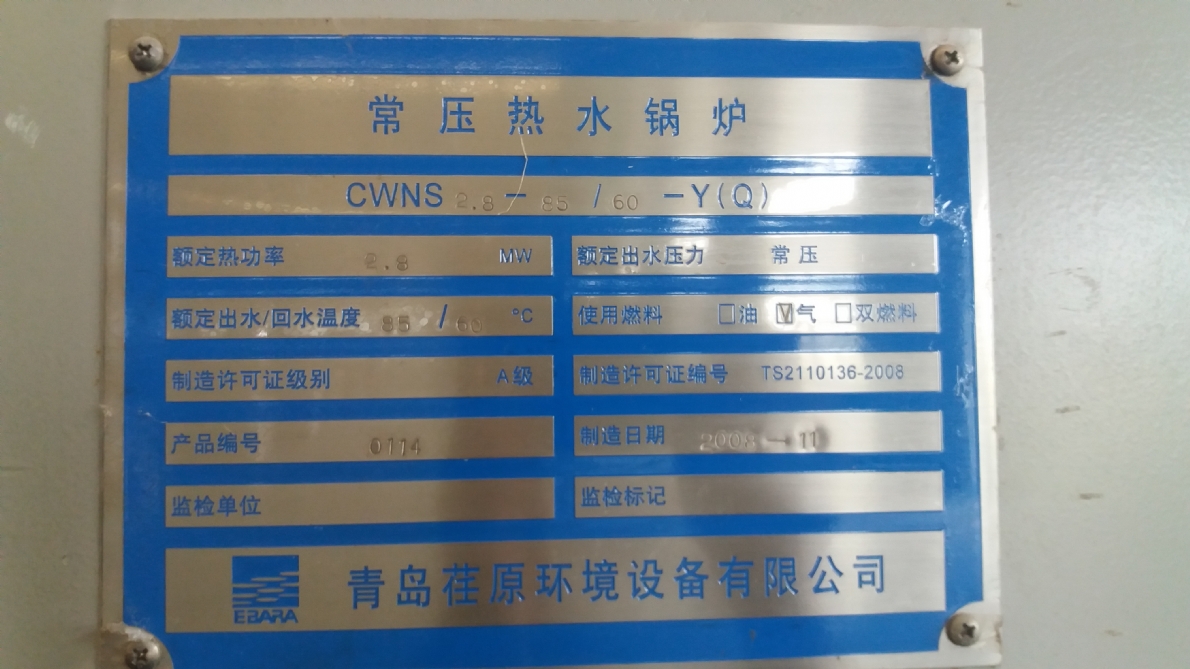 常压热水锅炉
CWNS 2.8-85/60-Y(Q)
额定热功率 2.8 MW 额定出水压力 常压
额定出水/回水温度 85/60 °C 使用燃料 □油 ☑气 □双燃料
制造许可证级别 A级 制造许可证编号 TS2110136-2008
产品编号 0114 制造日期 2008-11
监检单位 监检标记
EBARA 青岛荏原环境设备有限公司